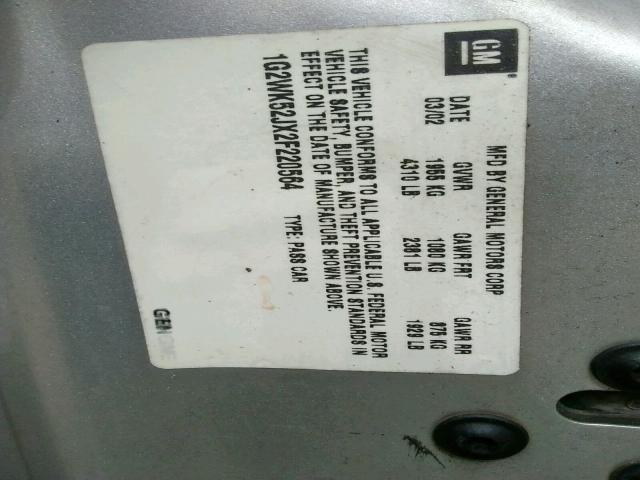 GM
MFD BY GENERAL MOTORS CORP
DATE GVWR GAWR FRT GAWR RR
03/02 1955 KG 1080 KG 875 KG
4310 LB 2381 LB 1929 LB
THIS VEHICLE CONFORMS TO ALL APPLICABLE U.S. FEDERAL MOTOR
VEHICLE SAFETY, BUMPER, AND THEFT PREVENTION STANDARDS IN
EFFECT ON THE DATE OF MANUFACTURE SHOWN ABOVE.
1G2WK52JX2F220564 TYPE: PASS CAR